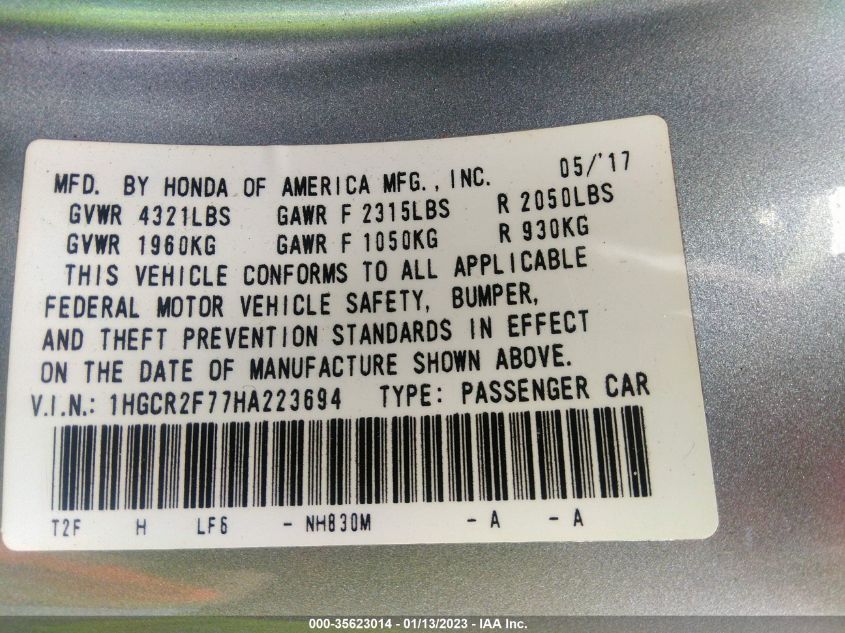 MFD. BY HONDA OF AMERICA MFG., INC. 05/'17
GVWR 4321LBS GAWR F 2315LBS R 2050LBS
GVWR 1960KG GAWR F 1050KG R 930KG
THIS VEHICLE CONFORMS TO ALL APPLICABLE
FEDERAL MOTOR VEHICLE SAFETY, BUMPER,
AND THEFT PREVENTION STANDARDS IN EFFECT
ON THE DATE OF MANUFACTURE SHOWN ABOVE.
V.I.N.: 1HGCR2F77HA223694 TYPE: PASSENGER CAR
T2F H LF6 - NH830M - A - A
000-35623014 - 01/13/2023 - IAA Inc.